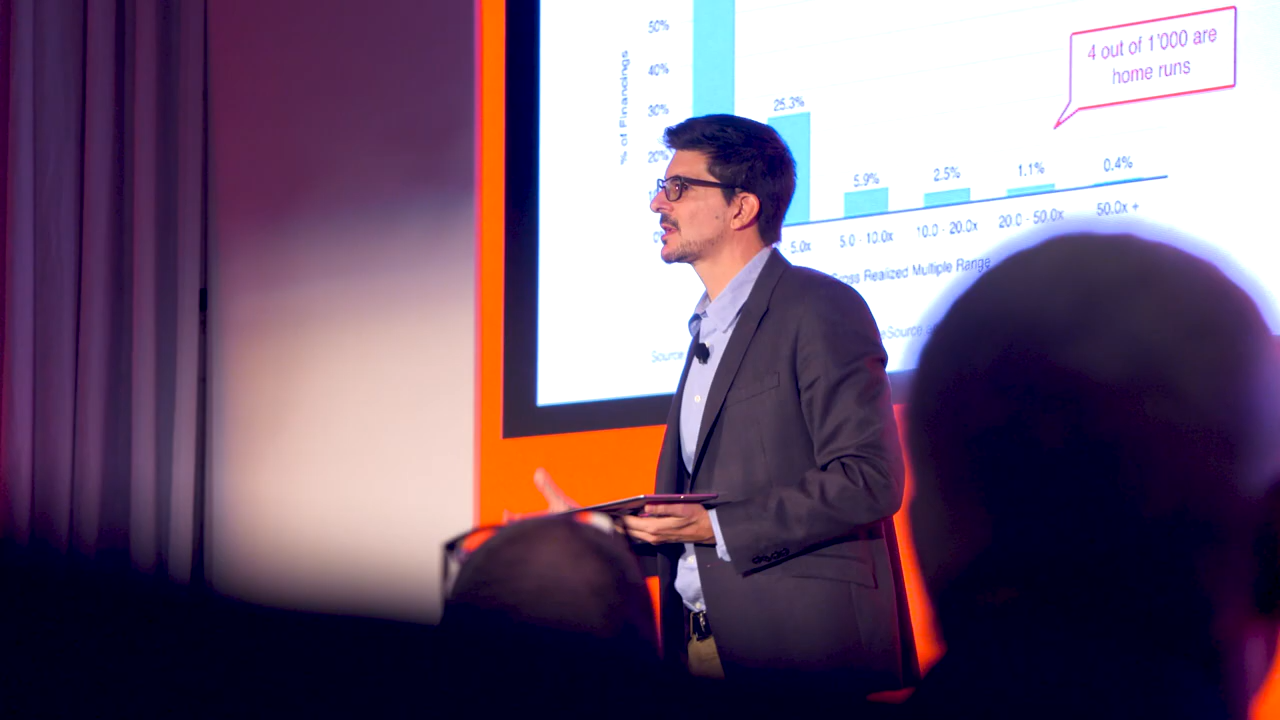 50%
40%
30%
20%
% of Financings
25.3%
5.9%
2.5%
1.1%
0.4%
- 5.0x
5.0 - 10.0x
10.0 - 20.0x
20.0 - 50.0x
50.0x +
Realized Multiple Range
Source
4 out of 1'000 are
home runs